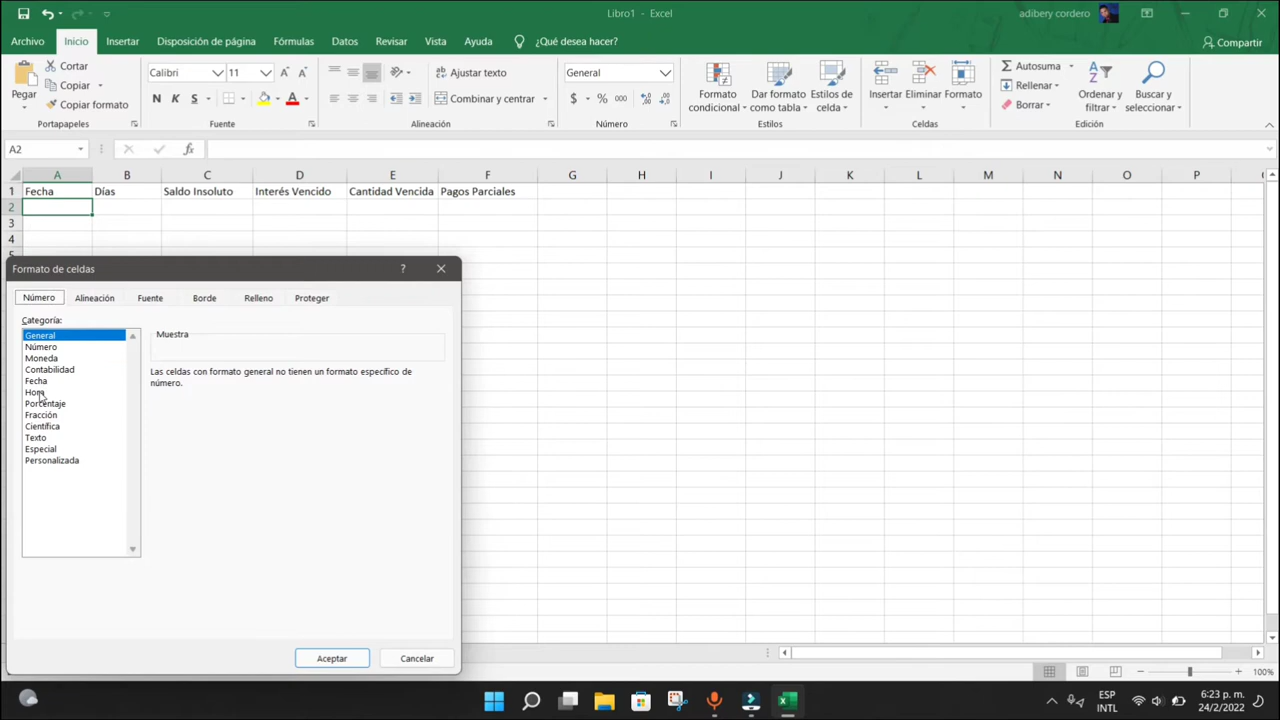 Libro1 - Excel
adibery cordero
Archivo Inicio Insertar Disposición de página Fórmulas Datos Revisar Vista Ayuda ¿Qué desea hacer? Compartir
Pegar
Cortar
Copiar
Copiar formato
Portapapeles
Calibri 11
N K S
Fuente
Ajustar texto
Combinar y centrar
Alineación
General
$ % 000
Número
Formato condicional
Dar formato como tabla
Estilos de celda
Estilos
Insertar Eliminar Formato
Celdas
Autosuma
Rellenar
Borrar
Ordenar y filtrar
Buscar y seleccionar
Edición
A2 fx
A B C D E F G H I J K L M N O P
1 Fecha Días Saldo Insoluto Interés Vencido Cantidad Vencida Pagos Parciales
2
3
4
5
Formato de celdas ?
Número Alineación Fuente Borde Relleno Proteger
Categoría:
General
Número
Moneda
Contabilidad
Fecha
Hora
Porcentaje
Fracción
Científica
Texto
Especial
Personalizada
Muestra
Las celdas con formato general no tienen un formato específico de
número.
Aceptar Cancelar
100%
ESP
INTL
6:23 p. m.
24/2/2022